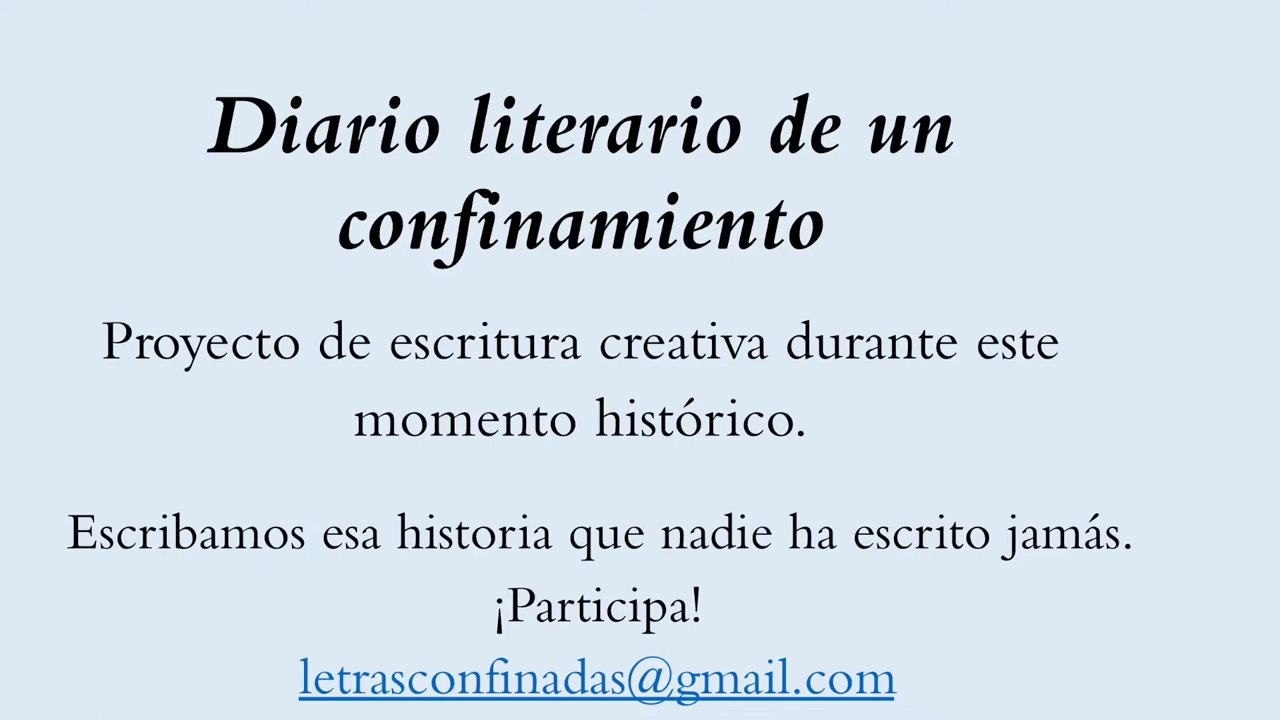 Diario literario de un
confinamiento
Proyecto de escritura creativa durante este
momento histórico.
Escribamos esa historia que nadie ha escrito jamás.
¡Participa!
letrasconfinadas@gmail.com